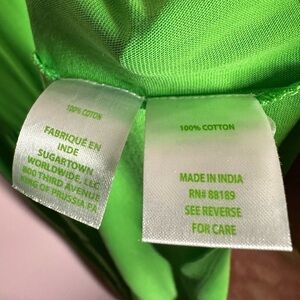 100% COTTON
FABRIQUÉ EN
INDE
SUGARTOWN
WORLDWIDE, LLC
800 THIRD AVENUE
KING OF PRUSSIA PA
100% COTTON
MADE IN INDIA
RN# 88189
SEE REVERSE
FOR CARE